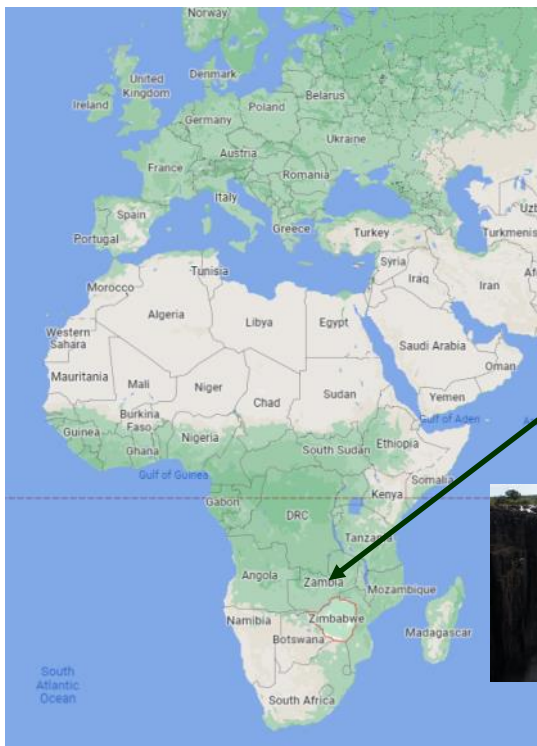 Norway
United
Kingdom
Denmark
Ireland
Belarus
Poland
Germany
Ukraine
Austria
France
Romania
Italy
Spain
Greece
Turkey
Portugal
Turkmenis
Syria
Tunisia
Iraq
Iran
Morocco
Algeria
Libya
Egypt
Western
Sahara
Saudi Arabia
Oman
Mauritania
Mali
Niger
Chad
Sudan
Yemen
Burkina
Faso
Gulf of Aden
Guinea
Nigeria
Ghana
South Sudan
Ethiopia
Gulf of Guinea
Somalia
Gabon
Kenya
DRC
Tanzania
Angola
Zambia
Mozambique
Namibia
Zimbabwe
Botswana
Madagascar
South
Atlantic
Ocean
South Africa